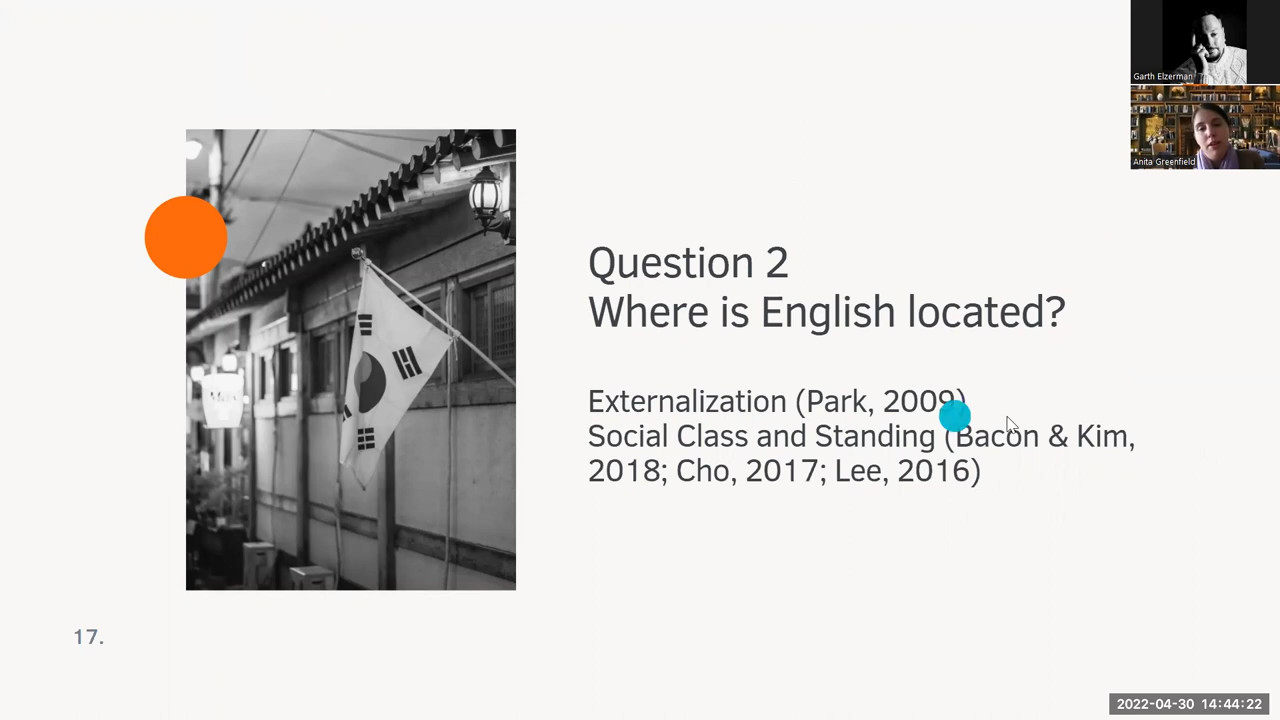 Garth Elzerman
Anita Greenfield
Question 2
Where is English located?
Externalization (Park, 2009)
Social Class and Standing (Bacon & Kim,
2018; Cho, 2017; Lee, 2016)
17.
2022-04-30 14:44:22